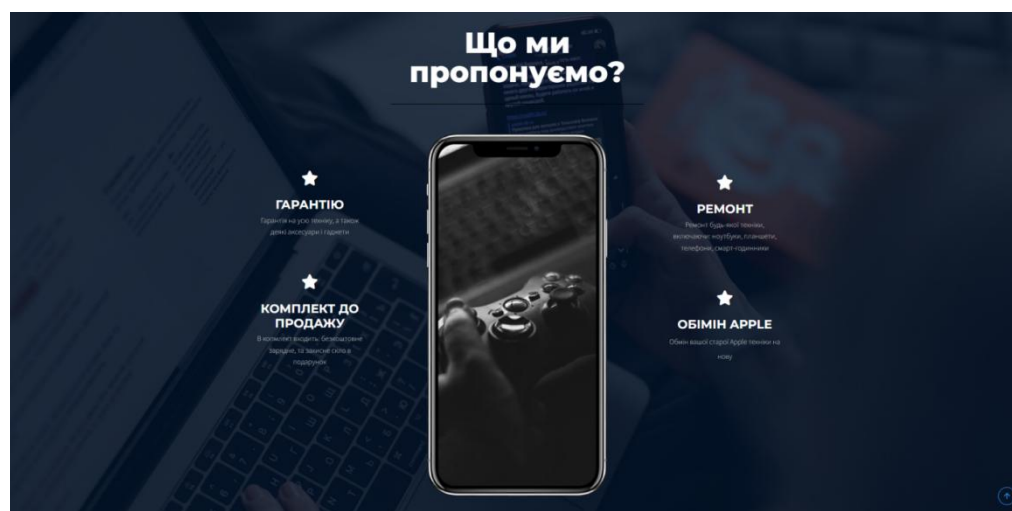 Що ми
пропонуємо?
ГАРАНТІЮ
Гарантія на усю техніку, а також
деякі аксесуари і гаджети
КОМПЛЕКТ ДО
ПРОДАЖУ
В комплект входить: безкоштовне
зарядне, та захисне скло в
подарунок
РЕМОНТ
Ремонт будь-якої техніки,
включаючи ноутбуки, планшети,
телефони, смарт-годинники
ОБІМІН APPLE
Обмін вашої старої Apple техніки на
нову